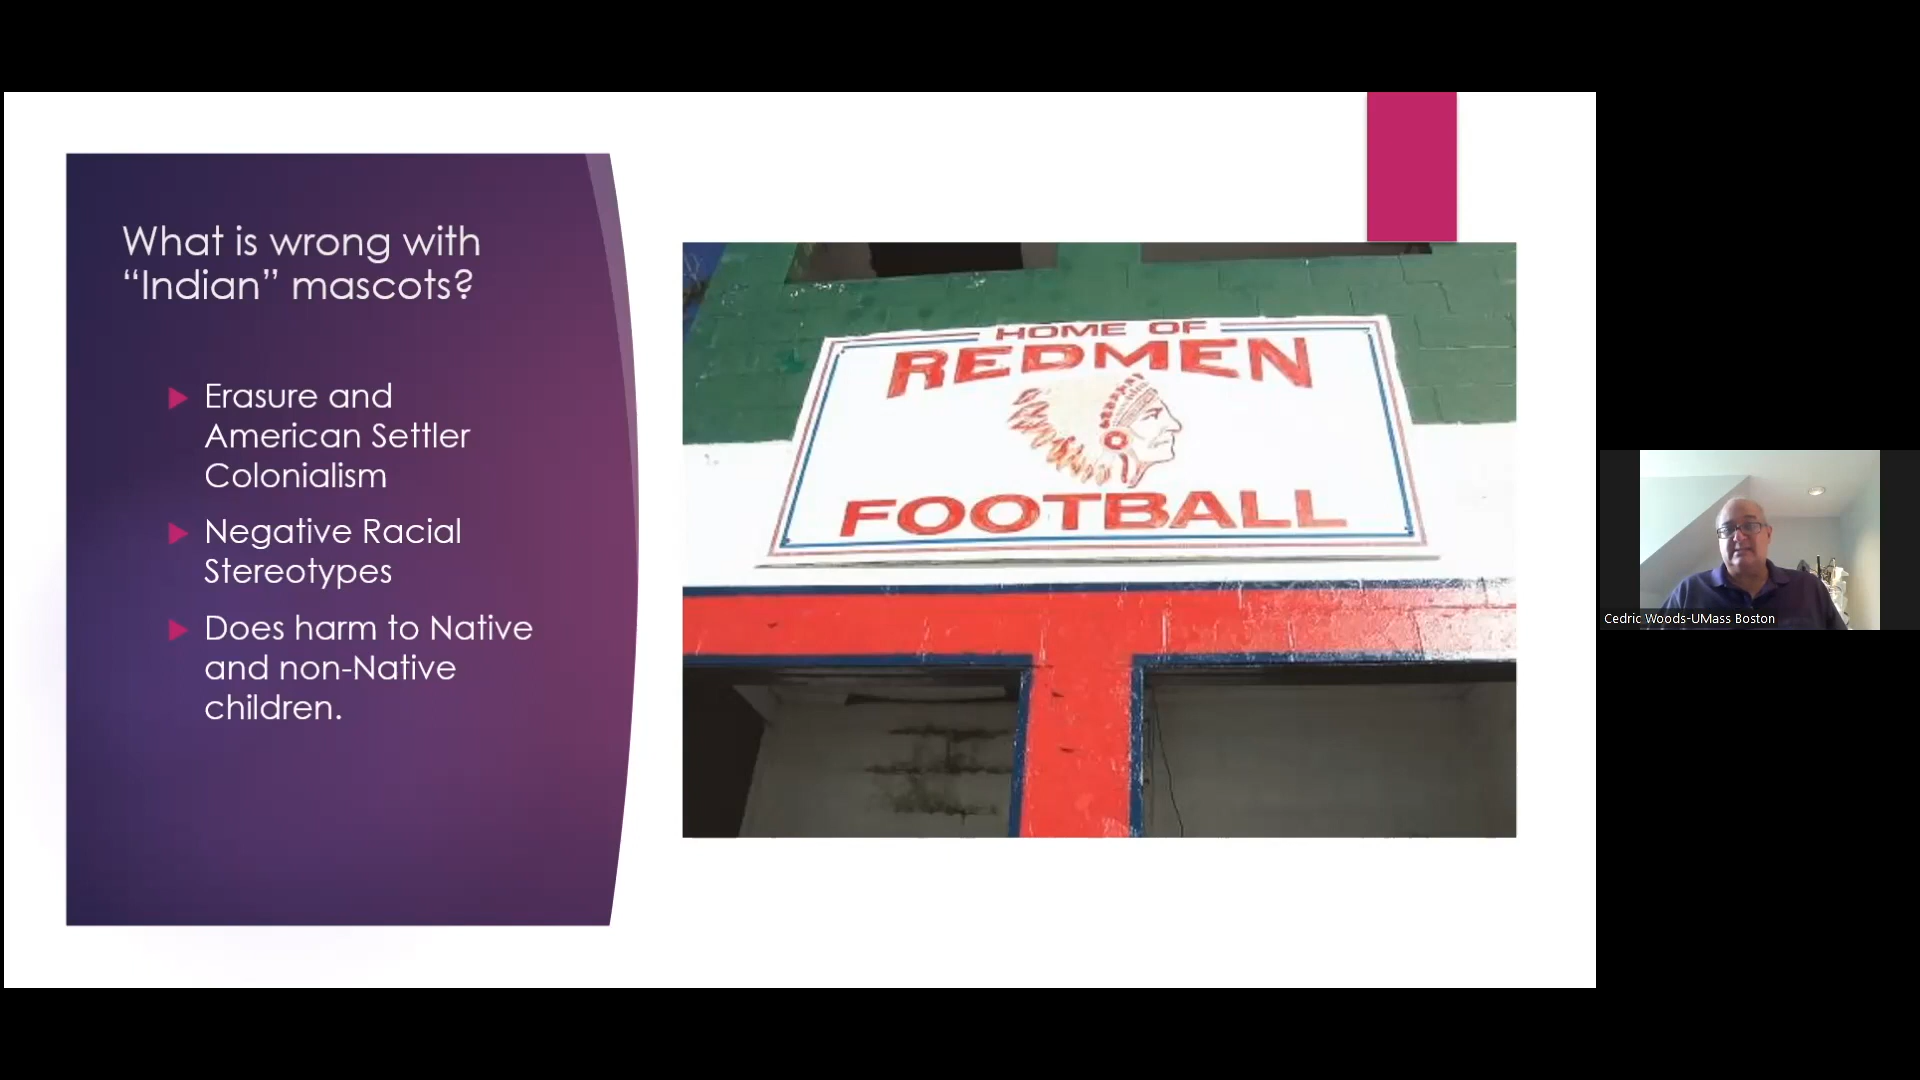 What is wrong with
“Indian” mascots?
Erasure and
American Settler
Colonialism
Negative Racial
Stereotypes
Does harm to Native
and non-Native
children.
HOME OF
REDMEN
FOOTBALL
Cedric Woods-UMass Boston